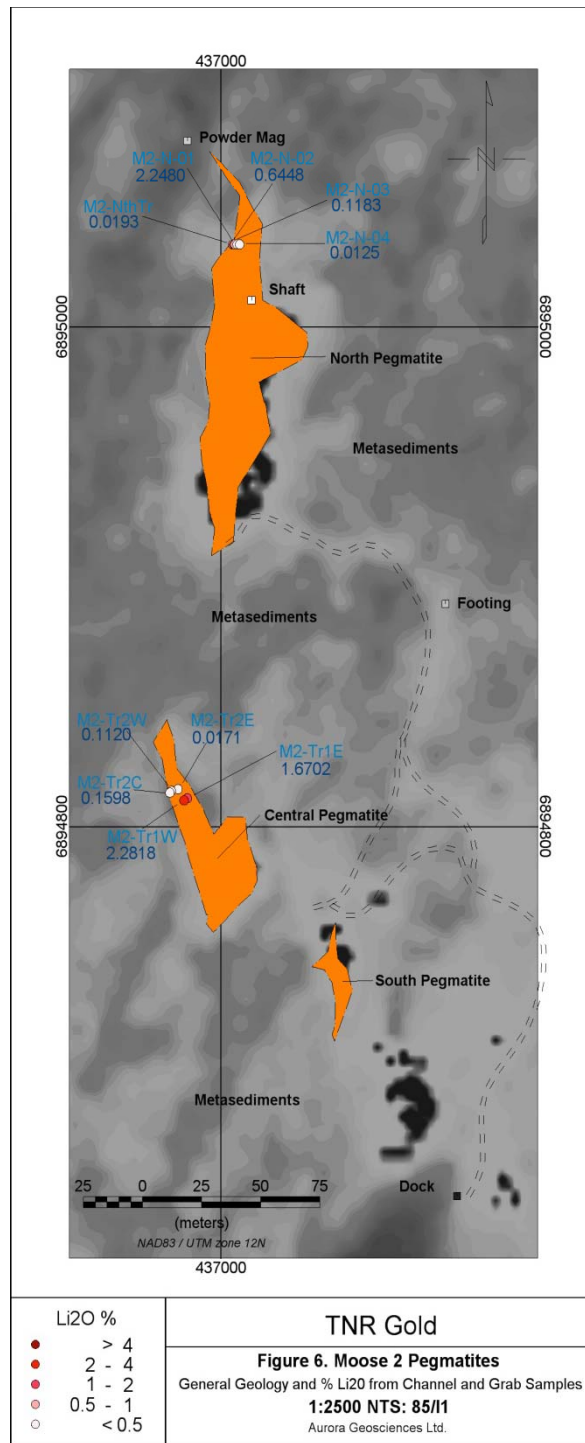 437000
Powder Mag
M2-N-01
2.2480
M2-N-02
0.6448
M2-N-03
0.1183
M2-NthTr
0.0193
M2-N-04
0.0125
N
Shaft
6895000
6895000
North Pegmatite
Metasediments
Metasediments
Footing
M2-Tr2W
0.1120
M2-Tr2E
0.0171
M2-Tr1E
1.6702
M2-Tr2C
0.1598
Central Pegmatite
6894800
6894800
M2-Tr1W
2.2818
South Pegmatite
Metasediments
Dock
25 0 25 50 75
(meters)
NAD83 / UTM zone 12N
437000
Li2O %
> 4
2 - 4
1 - 2
0.5 - 1
< 0.5
TNR Gold
Figure 6. Moose 2 Pegmatites
General Geology and % Li20 from Channel and Grab Samples
1:2500 NTS: 85/I1
Aurora Geosciences Ltd.